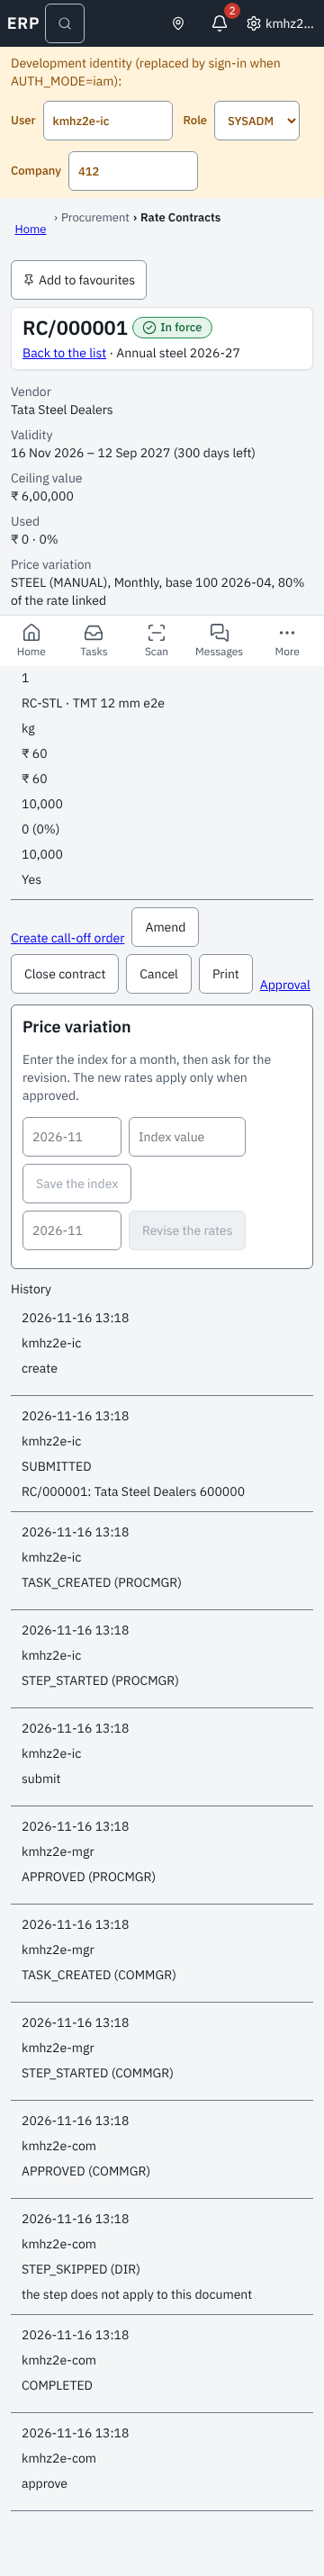 ERP
2
kmhz2...
Development identity (replaced by sign-in when
AUTH_MODE=iam):
User
kmhz2e-ic
Role
SYSADM
Company
412
Home
› Procurement › Rate Contracts
Add to favourites
RC/000001
In force
Back to the list · Annual steel 2026-27
Vendor
Tata Steel Dealers
Validity
16 Nov 2026 – 12 Sep 2027 (300 days left)
Ceiling value
₹ 6,00,000
Used
₹ 0 · 0%
Price variation
STEEL (MANUAL), Monthly, base 100 2026-04, 80%
of the rate linked
Home
Tasks
Scan
Messages
More
1
RC-STL · TMT 12 mm e2e
kg
₹ 60
₹ 60
10,000
0 (0%)
10,000
Yes
Create call-off order
Amend
Close contract
Cancel
Print
Approval
Price variation
Enter the index for a month, then ask for the
revision. The new rates apply only when
approved.
2026-11
Index value
Save the index
2026-11
Revise the rates
History
2026-11-16 13:18
kmhz2e-ic
create
2026-11-16 13:18
kmhz2e-ic
SUBMITTED
RC/000001: Tata Steel Dealers 600000
2026-11-16 13:18
kmhz2e-ic
TASK_CREATED (PROCMGR)
2026-11-16 13:18
kmhz2e-ic
STEP_STARTED (PROCMGR)
2026-11-16 13:18
kmhz2e-ic
submit
2026-11-16 13:18
kmhz2e-mgr
APPROVED (PROCMGR)
2026-11-16 13:18
kmhz2e-mgr
TASK_CREATED (COMMGR)
2026-11-16 13:18
kmhz2e-mgr
STEP_STARTED (COMMGR)
2026-11-16 13:18
kmhz2e-com
APPROVED (COMMGR)
2026-11-16 13:18
kmhz2e-com
STEP_SKIPPED (DIR)
the step does not apply to this document
2026-11-16 13:18
kmhz2e-com
COMPLETED
2026-11-16 13:18
kmhz2e-com
approve